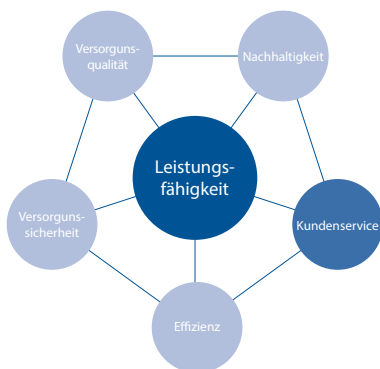 Versorguns-
qualität
Nachhaltigkeit
Leistungs-
fähigkeit
Versorguns-
sicherheit
Kundenservice
Effizienz